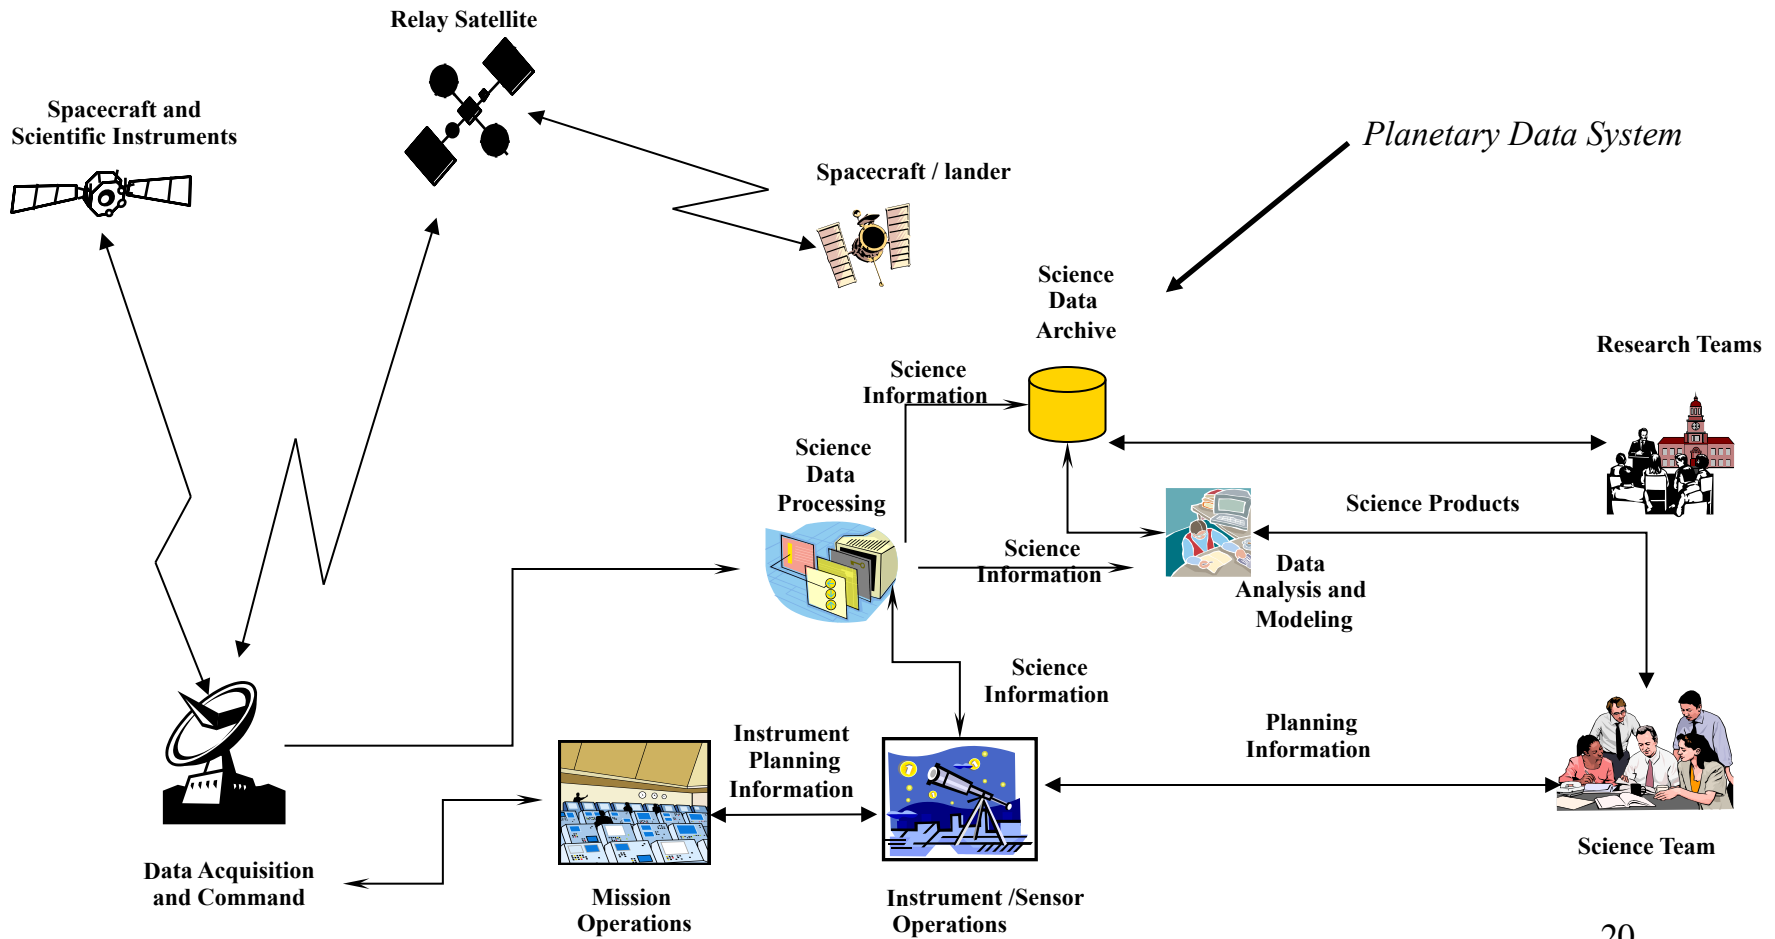 Relay Satellite
Spacecraft and
Scientific Instruments
Planetary Data System
Spacecraft / lander
Science
Data
Archive
Research Teams
Science
Information
Science
Data
Processing
Science Products
Science
Information
Data
Analysis and
Modeling
Science
Information
Instrument
Planning
Information
Planning
Information
Science Team
Data Acquisition
and Command
Mission
Operations
Instrument /Sensor
Operations
20